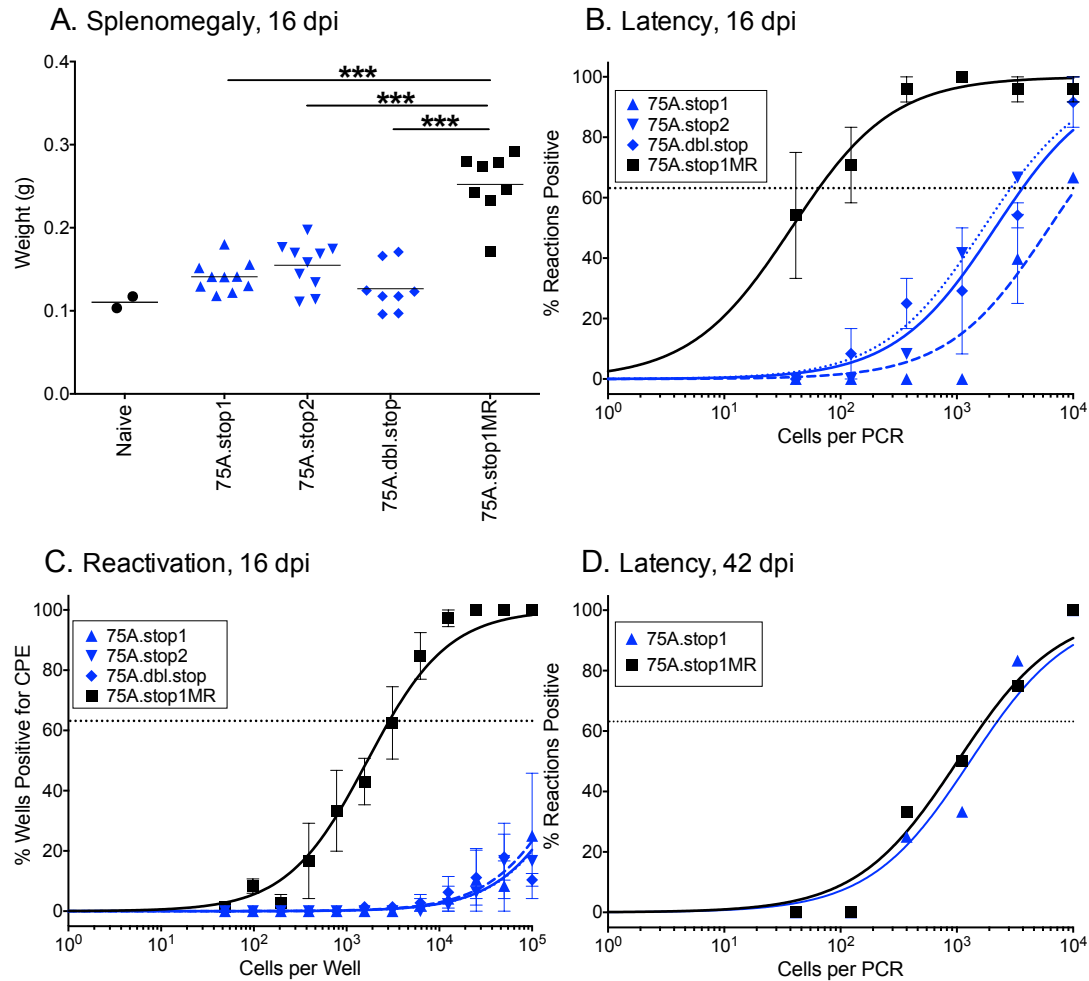 A. Splenomegaly, 16 dpi
Weight (g)
0.4
0.3
0.2
0.1
0.0
***
***
***
Naive
75A.stop1
75A.stop2
75A.dbl.stop
75A.stop1MR
B. Latency, 16 dpi
% Reactions Positive
100
80
60
40
20
0
75A.stop1
75A.stop2
75A.dbl.stop
75A.stop1MR
10^0 10^2 10^3 10^4
Cells per PCR
C. Reactivation, 16 dpi
% Wells Positive for CPE
100
80
60
40
20
0
75A.stop1
75A.stop2
75A.dbl.stop
75A.stop1MR
10^0 10^2 10^3 10^4 10^5
Cells per Well
D. Latency, 42 dpi
% Reactions Positive
100
80
60
40
20
0
75A.stop1
75A.stop1MR
10^0 10^2 10^3 10^4
Cells per PCR